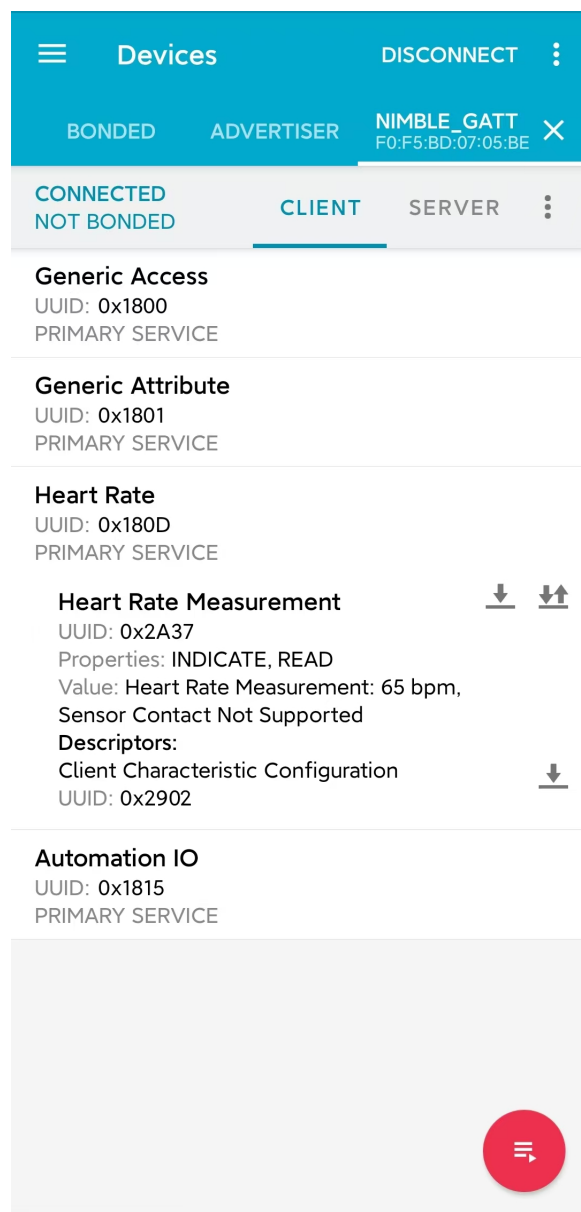 Devices
DISCONNECT
BONDED
ADVERTISER
NIMBLE_GATT
F0:F5:BD:07:05:BE
CONNECTED
NOT BONDED
CLIENT
SERVER
Generic Access
UUID: 0x1800
PRIMARY SERVICE
Generic Attribute
UUID: 0x1801
PRIMARY SERVICE
Heart Rate
UUID: 0x180D
PRIMARY SERVICE
Heart Rate Measurement
UUID: 0x2A37
Properties: INDICATE, READ
Value: Heart Rate Measurement: 65 bpm,
Sensor Contact Not Supported
Descriptors:
Client Characteristic Configuration
UUID: 0x2902
Automation IO
UUID: 0x1815
PRIMARY SERVICE